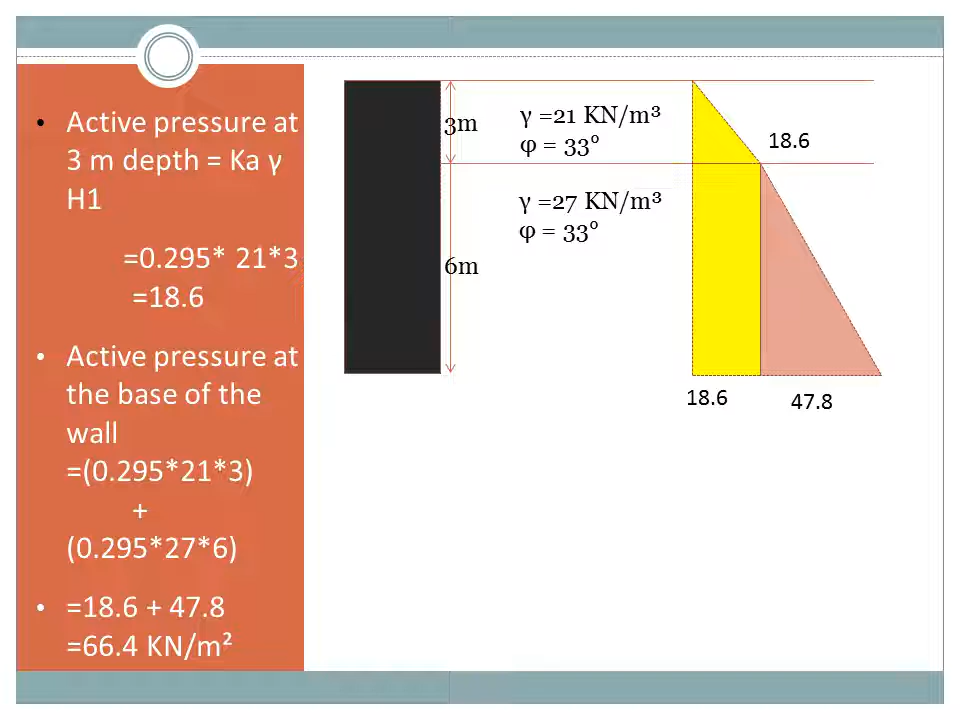 • Active pressure at
3 m depth = Ka γ
H1
=0.295* 21*3
=18.6
• Active pressure at
the base of the
wall
=(0.295*21*3)
+
(0.295*27*6)
• =18.6 + 47.8
=66.4 KN/m²
3m
γ =21 KN/m³
φ = 33°
18.6
γ =27 KN/m³
φ = 33°
6m
18.6
47.8